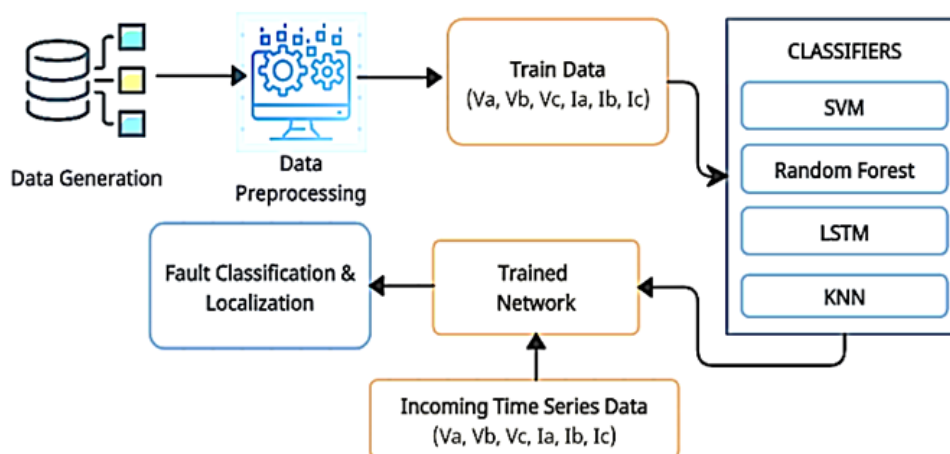 Data Generation
Data
Preprocessing
Train Data
(Va, Vb, Vc, Ia, Ib, Ic)
CLASSIFIERS
SVM
Random Forest
LSTM
KNN
Trained
Network
Fault Classification &
Localization
Incoming Time Series Data
(Va, Vb, Vc, Ia, Ib, Ic)